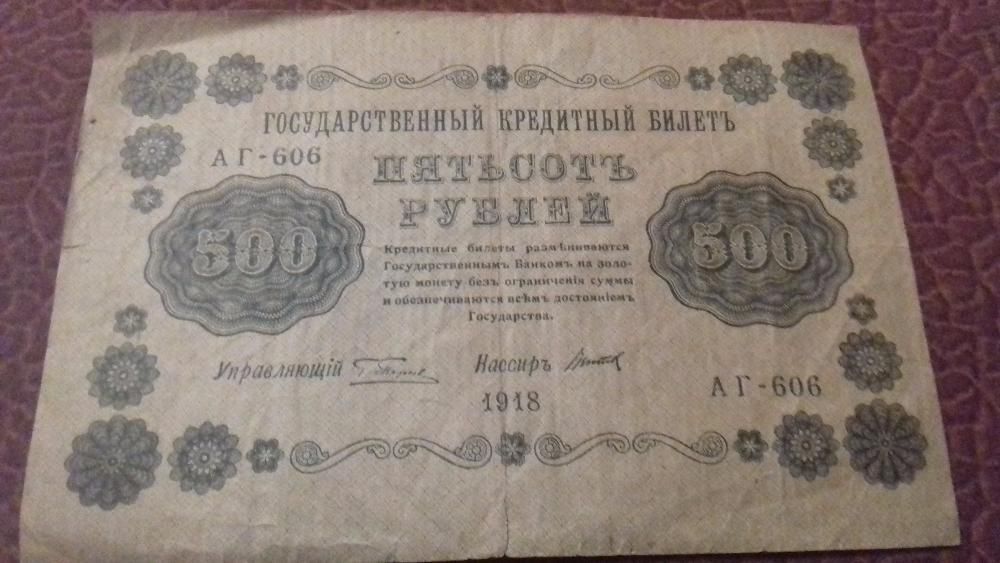 ГОСУДАРСТВЕННЫЙ КРЕДИТНЫЙ БИЛЕТЪ
АГ-606
ПЯТЬСОТЪ
РУБЛЕЙ
500
500
Кредитные билеты размѣниваются
Государственнымъ Банкомъ на золо-
тую монету безъ ограниченія суммы
и обезпечиваются всѣмъ достояніемъ
Государства.
Управляющій
Кассиръ
1918
АГ-606